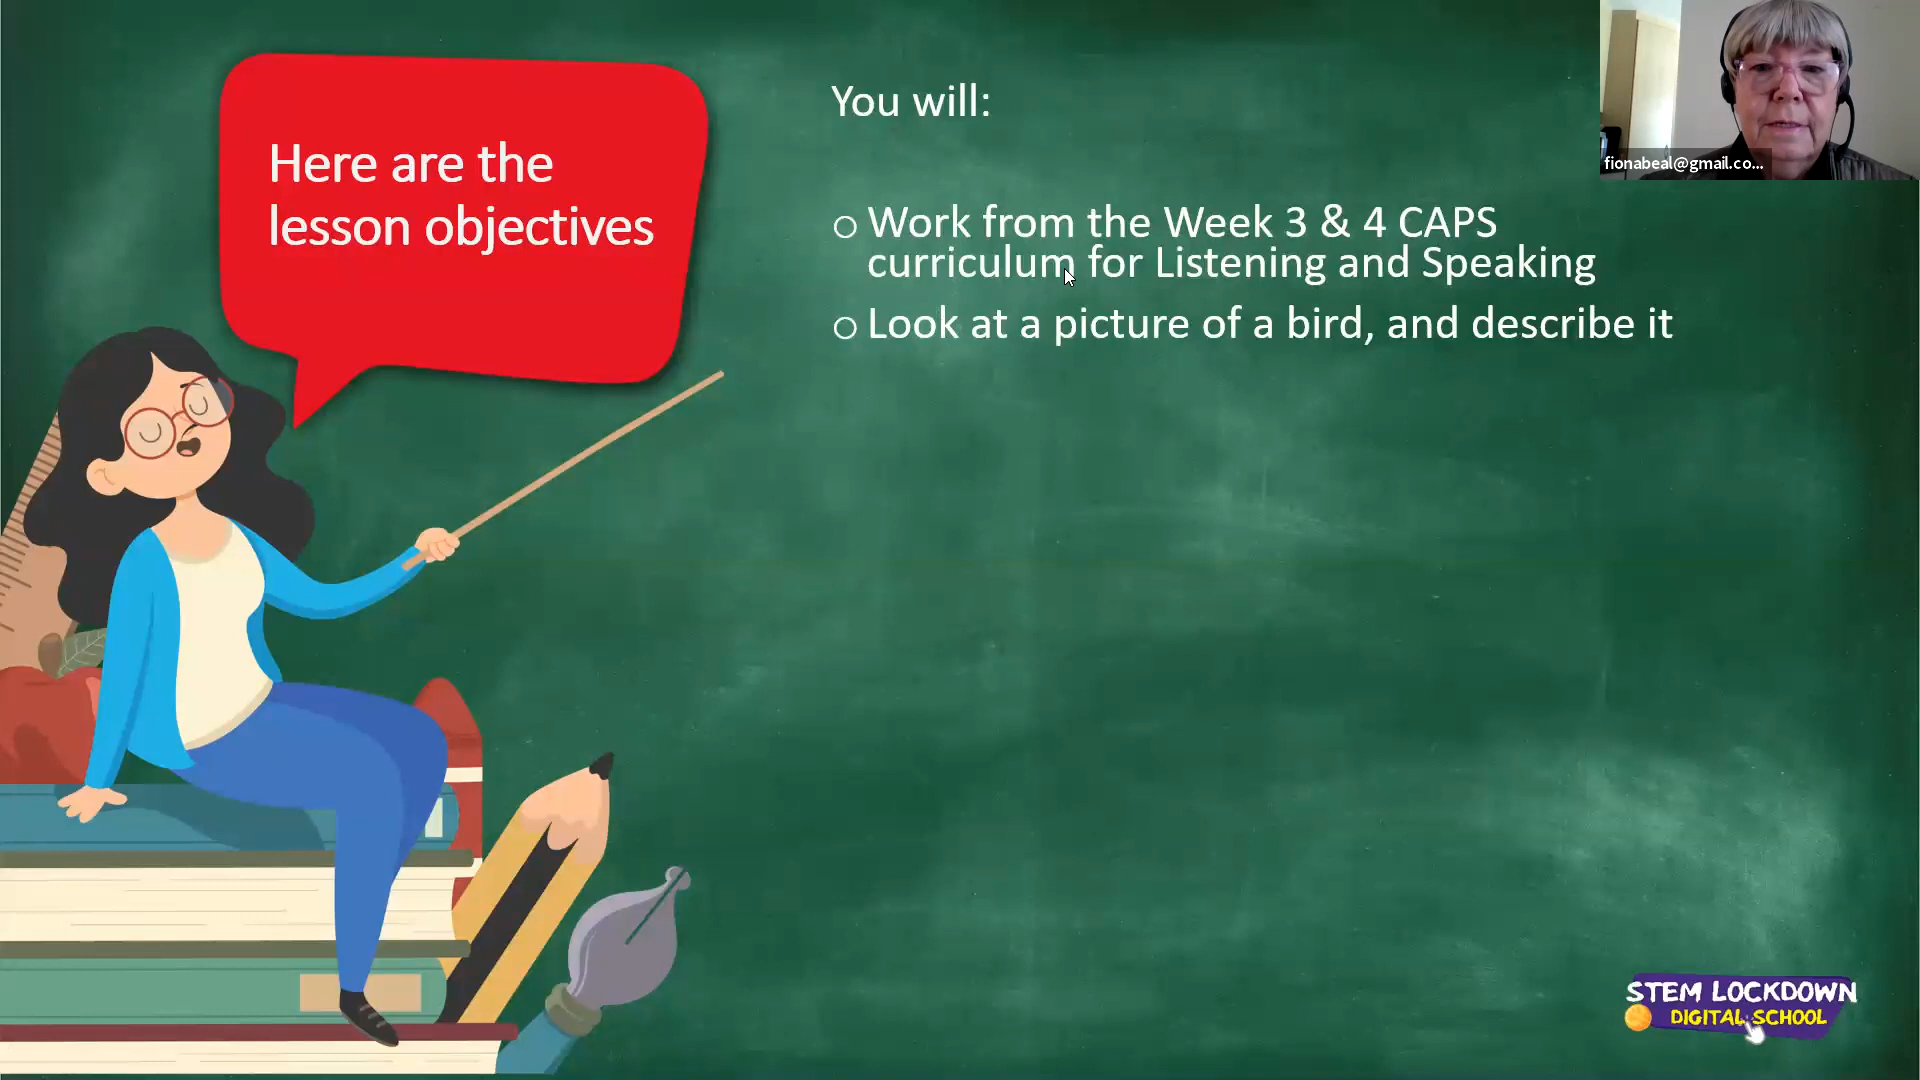 Here are the
lesson objectives
You will:
○ Work from the Week 3 & 4 CAPS
curriculum for Listening and Speaking
○ Look at a picture of a bird, and describe it
fionabeal@gmail.co...
STEM LOCKDOWN
DIGITAL SCHOOL